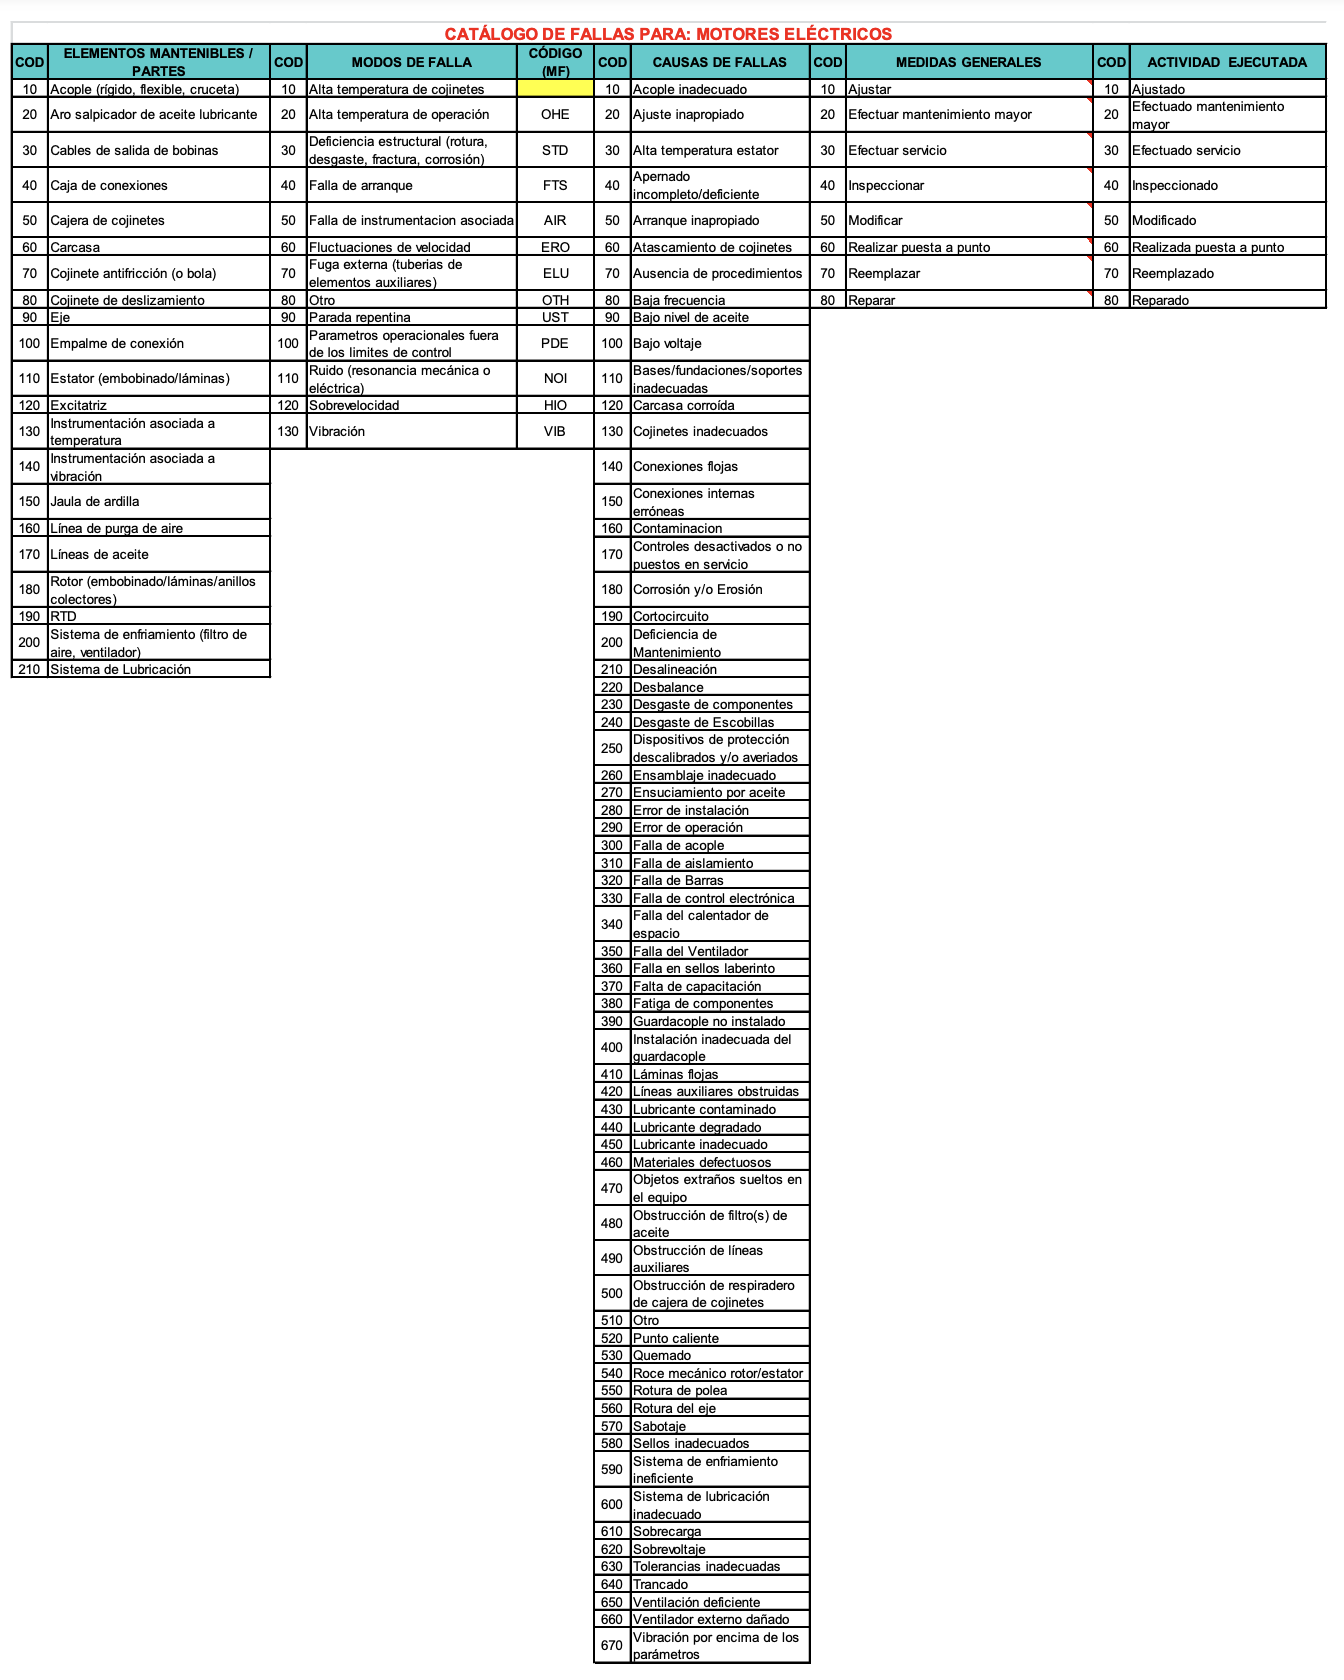 CATÁLOGO DE FALLAS PARA: MOTORES ELÉCTRICOS
COD
ELEMENTOS MANTENIBLES /
PARTES
COD
MODOS DE FALLA
CÓDIGO
(MF)
COD
CAUSAS DE FALLAS
COD
MEDIDAS GENERALES
COD
ACTIVIDAD EJECUTADA
10 Acople (rígido, flexible, cruceta)
10 Alta temperatura de cojinetes
10 Acople inadecuado
10 Ajustar
10 Ajustado
20 Aro salpicador de aceite lubricante
20 Alta temperatura de operación
OHE
20 Ajuste inapropiado
20 Efectuar mantenimiento mayor
20 Efectuado mantenimiento
mayor
30 Cables de salida de bobinas
30 Deficiencia estructural (rotura,
desgaste, fractura, corrosión)
STD
30 Alta temperatura estator
30 Efectuar servicio
30 Efectuado servicio
40 Caja de conexiones
40 Falla de arranque
FTS
40 Apernado
incompleto/deficiente
40 Inspeccionar
40 Inspeccionado
50 Cajera de cojinetes
50 Falla de instrumentacion asociada
AIR
50 Arranque inapropiado
50 Modificar
50 Modificado
60 Carcasa
60 Fluctuaciones de velocidad
ERO
60 Atascamiento de cojinetes
60 Realizar puesta a punto
60 Realizada puesta a punto
70 Cojinete antifricción (o bola)
70 Fuga externa (tuberias de
elementos auxiliares)
ELU
70 Ausencia de procedimientos
70 Reemplazar
70 Reemplazado
80 Cojinete de deslizamiento
80 Otro
OTH
80 Baja frecuencia
80 Reparar
80 Reparado
90 Eje
90 Parada repentina
UST
90 Bajo nivel de aceite
100 Empalme de conexión
100 Parametros operacionales fuera
de los limites de control
PDE
100 Bajo voltaje
110 Estator (embobinado/láminas)
110 Ruido (resonancia mecánica o
eléctrica)
NOI
110 Bases/fundaciones/soportes
inadecuadas
120 Excitatriz
120 Sobrevelocidad
HIO
120 Carcasa corroída
130 Instrumentación asociada a
temperatura
130 Vibración
VIB
130 Cojinetes inadecuados
140 Instrumentación asociada a
vibración
140 Conexiones flojas
150 Jaula de ardilla
150 Conexiones internas
erróneas
160 Línea de purga de aire
160 Contaminacion
170 Líneas de aceite
170 Controles desactivados o no
puestos en servicio
180 Rotor (embobinado/láminas/anillos
colectores)
180 Corrosión y/o Erosión
190 RTD
190 Cortocircuito
200 Sistema de enfriamiento (filtro de
aire, ventilador)
200 Deficiencia de
Mantenimiento
210 Sistema de Lubricación
210 Desalineación
220 Desbalance
230 Desgaste de componentes
240 Desgaste de Escobillas
250 Dispositivos de protección
descalibrados y/o averiados
260 Ensamblaje inadecuado
270 Ensuciamiento por aceite
280 Error de instalación
290 Error de operación
300 Falla de acople
310 Falla de aislamiento
320 Falla de Barras
330 Falla de control electrónica
340 Falla del calentador de
espacio
350 Falla del Ventilador
360 Falla en sellos laberinto
370 Falta de capacitación
380 Fatiga de componentes
390 Guardacople no instalado
400 Instalación inadecuada del
guardacople
410 Láminas flojas
420 Líneas auxiliares obstruidas
430 Lubricante contaminado
440 Lubricante degradado
450 Lubricante inadecuado
460 Materiales defectuosos
470 Objetos extraños sueltos en
el equipo
480 Obstrucción de filtro(s) de
aceite
490 Obstrucción de líneas
auxiliares
500 Obstrucción de respiradero
de cajera de cojinetes
510 Otro
520 Punto caliente
530 Quemado
540 Roce mecánico rotor/estator
550 Rotura de polea
560 Rotura del eje
570 Sabotaje
580 Sellos inadecuados
590 Sistema de enfriamiento
ineficiente
600 Sistema de lubricación
inadecuado
610 Sobrecarga
620 Sobrevoltaje
630 Tolerancias inadecuadas
640 Trancado
650 Ventilación deficiente
660 Ventilador externo dañado
670 Vibración por encima de los
parámetros